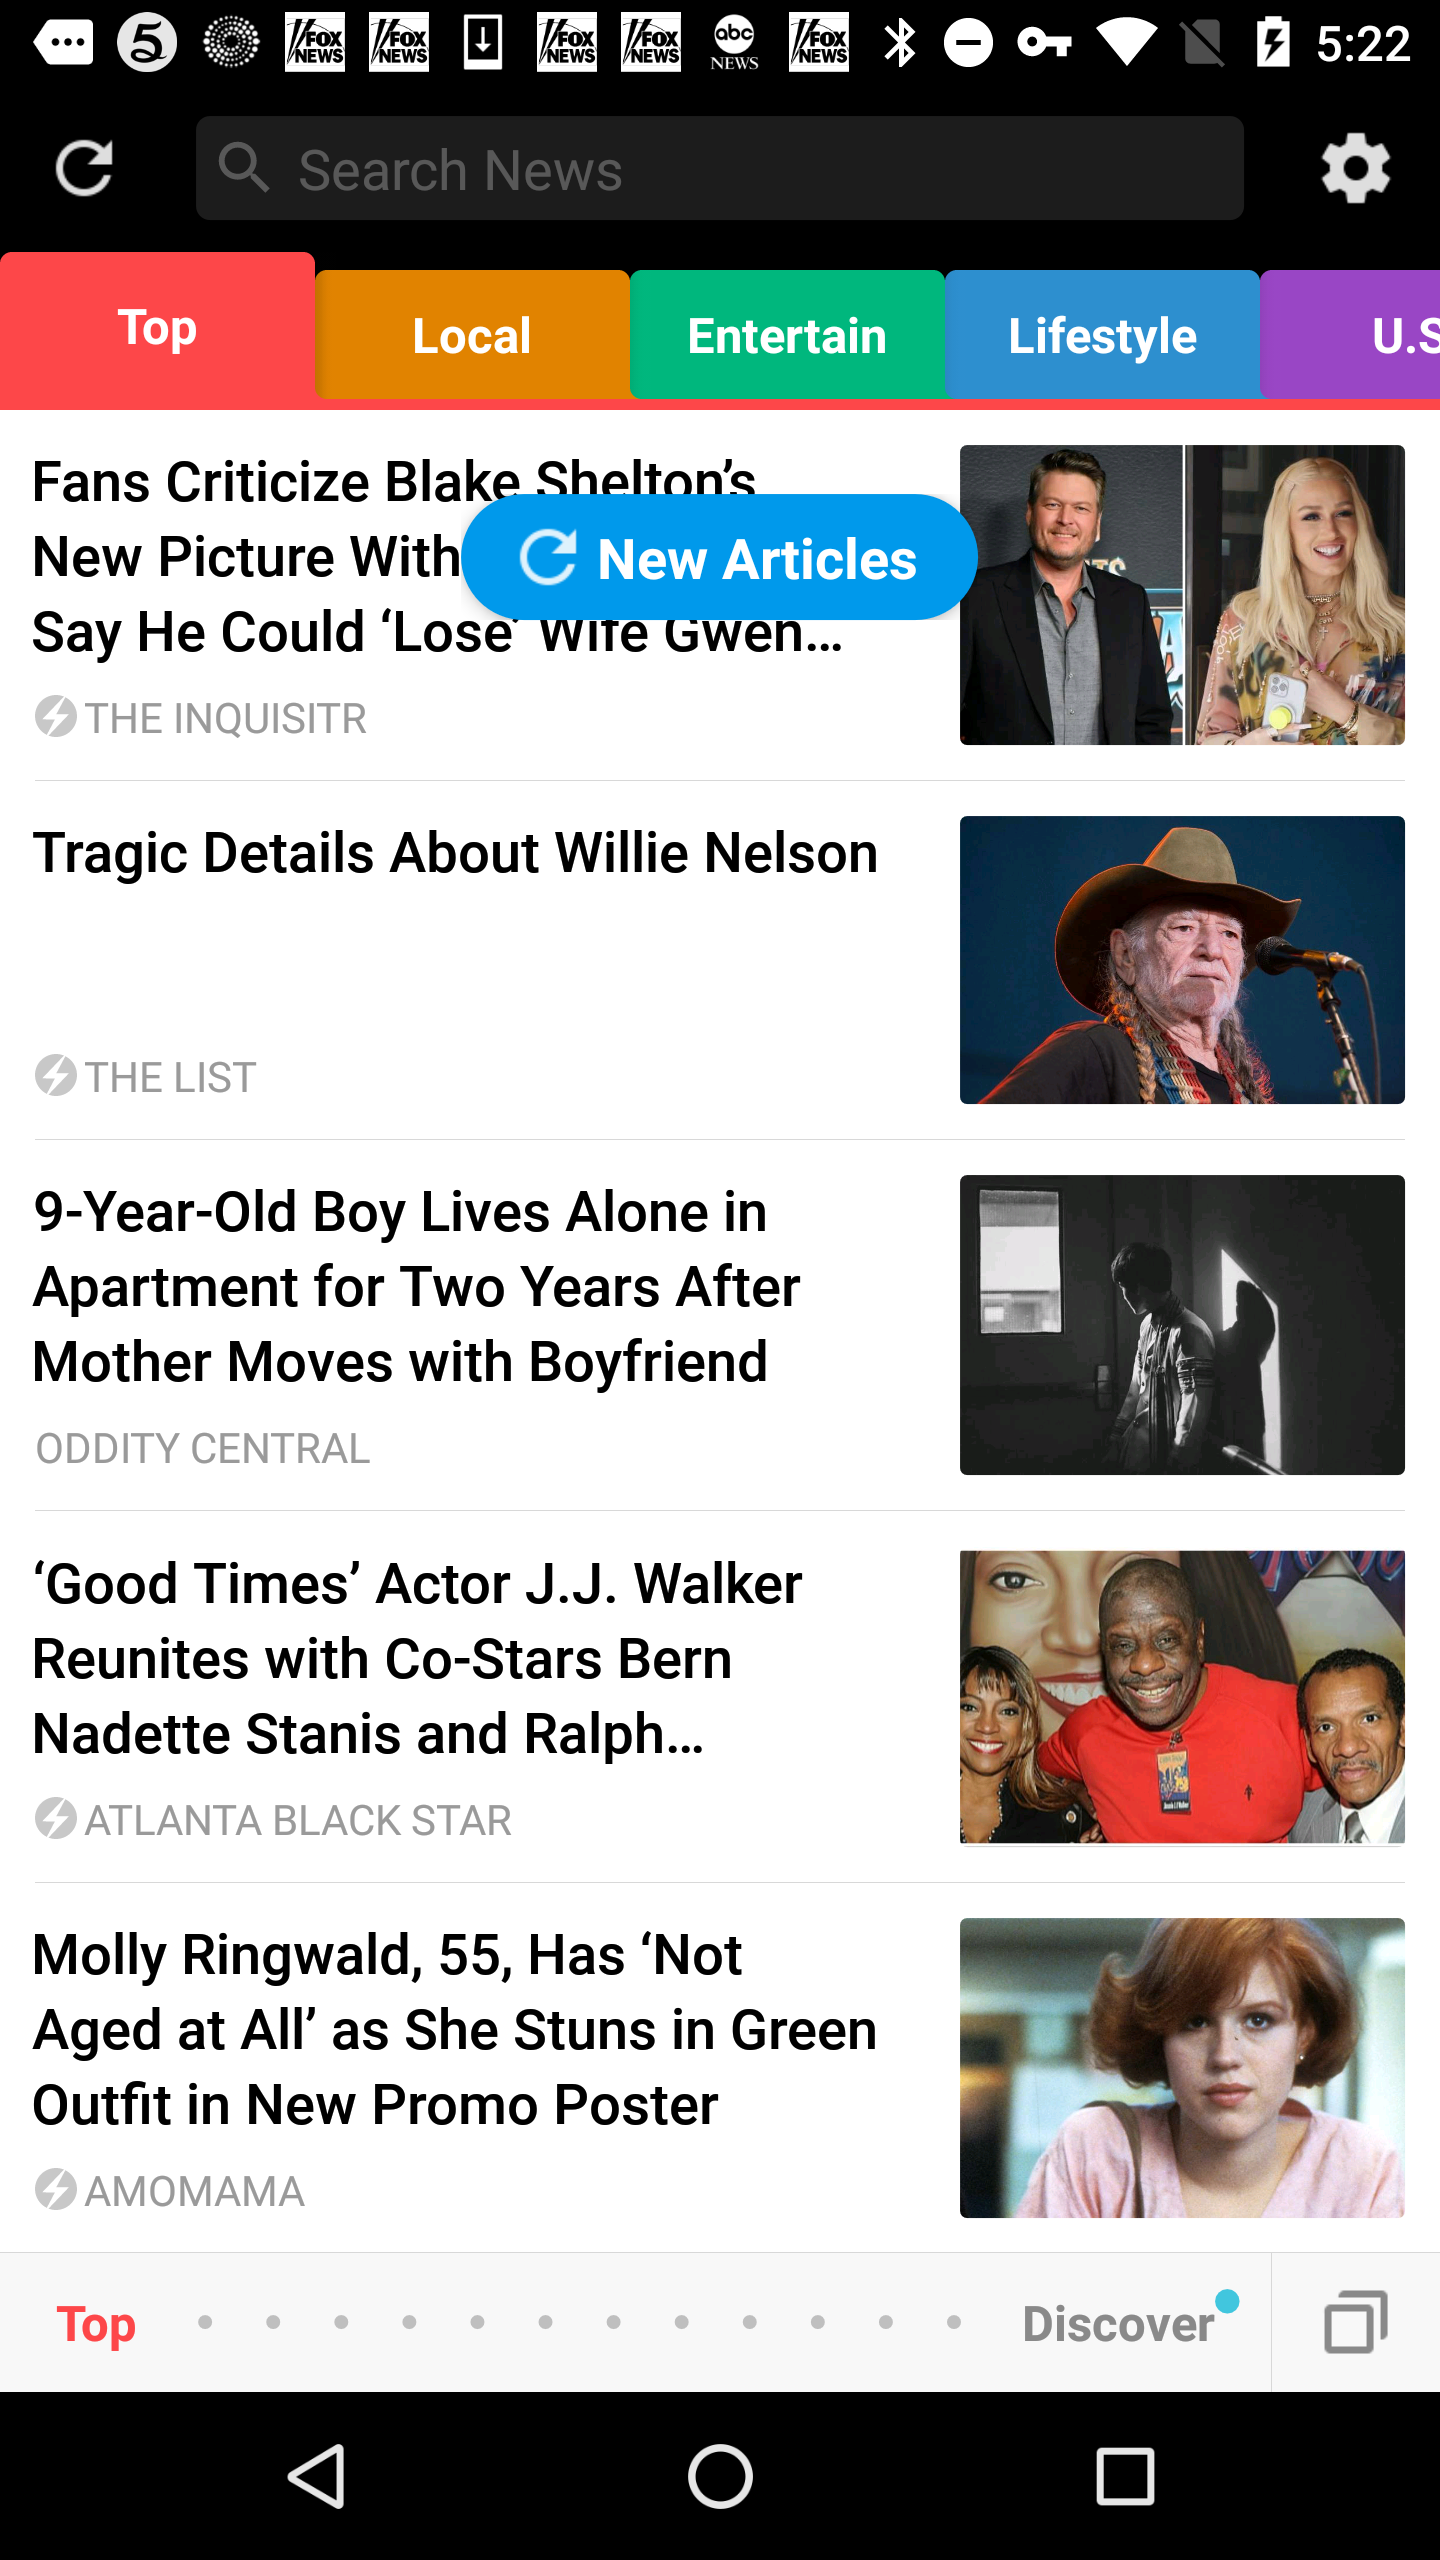 5
FOX NEWS
FOX NEWS
FOX NEWS
FOX NEWS
abc NEWS
FOX NEWS
5:22
Search News
Top
Local
Entertain
Lifestyle
U.S
Fans Criticize Blake Shelton’s
New Picture With
Say He Could ‘Lose’ Wife Gwen...
New Articles
THE INQUISITR
Tragic Details About Willie Nelson
THE LIST
9-Year-Old Boy Lives Alone in
Apartment for Two Years After
Mother Moves with Boyfriend
ODDITY CENTRAL
‘Good Times’ Actor J.J. Walker
Reunites with Co-Stars Bern
Nadette Stanis and Ralph...
ATLANTA BLACK STAR
Molly Ringwald, 55, Has ‘Not
Aged at All’ as She Stuns in Green
Outfit in New Promo Poster
AMOMAMA
Top
Discover